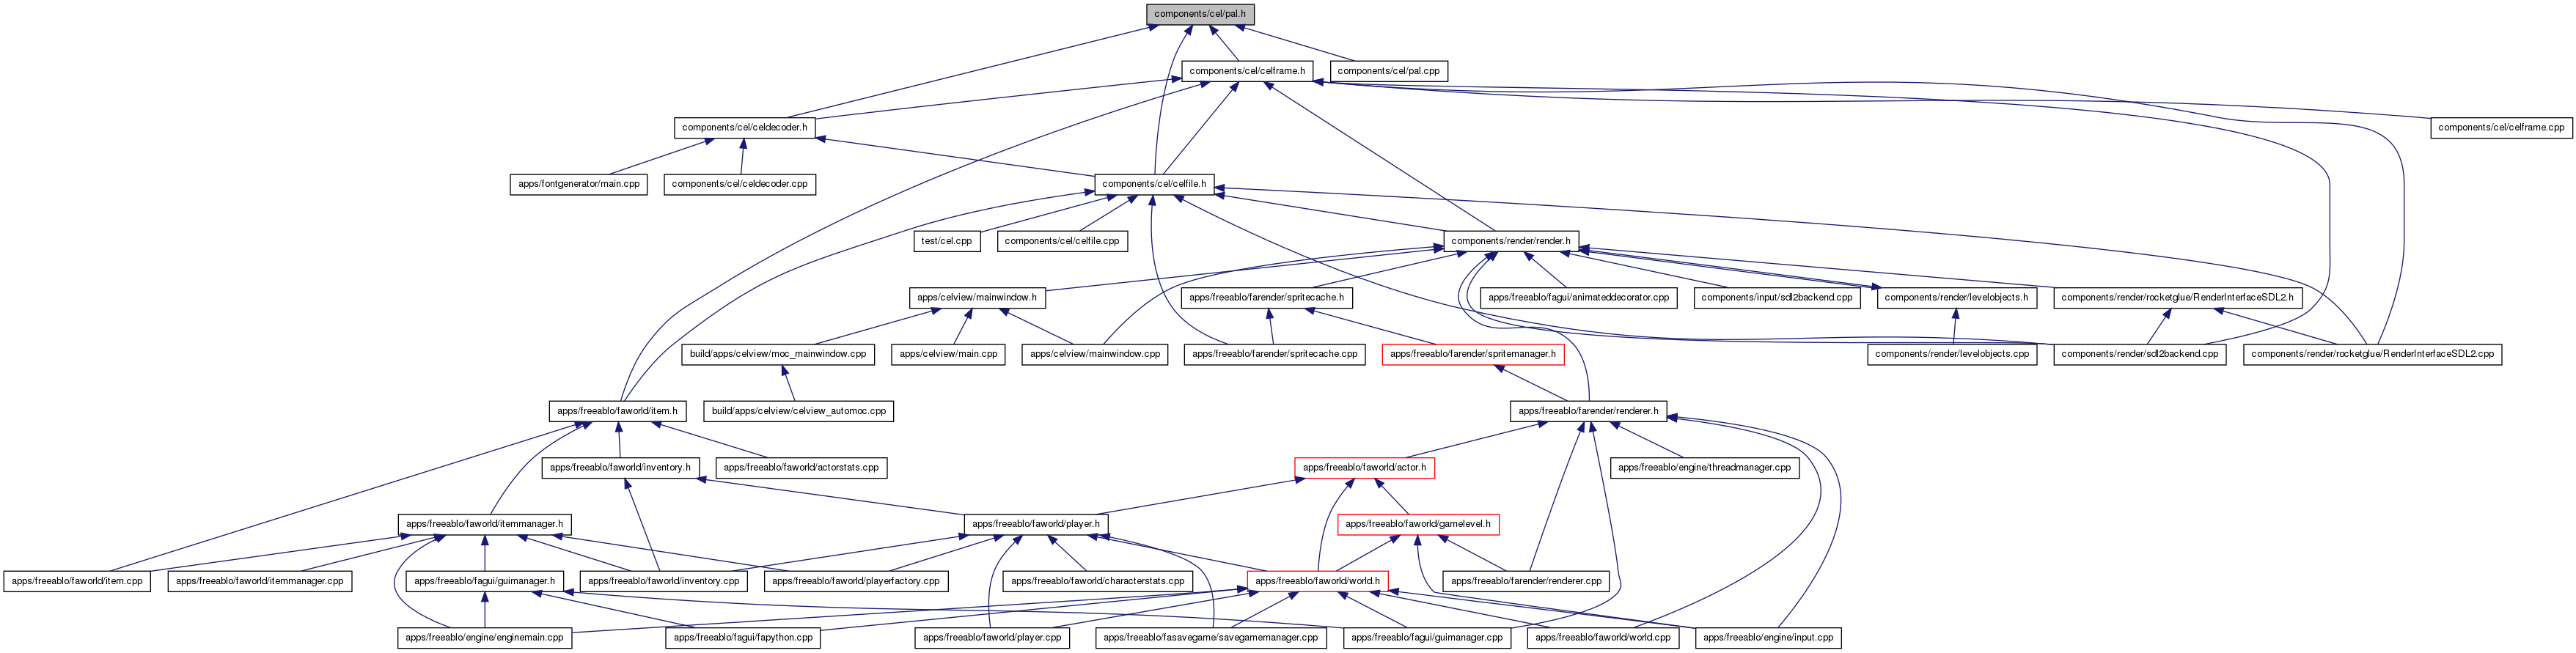 components/cel/pal.h
components/cel/celframe.h
components/cel/pal.cpp
components/cel/celdecoder.h
components/cel/celframe.cpp
apps/fontgenerator/main.cpp
components/cel/celdecoder.cpp
components/cel/celfile.h
test/cel.cpp
components/cel/celfile.cpp
components/render/render.h
apps/celview/mainwindow.h
apps/freeablo/farender/spritecache.h
apps/freeablo/fagui/animateddecorator.cpp
components/input/sdl2backend.cpp
components/render/levelobjects.h
components/render/rocketglue/RenderInterfaceSDL2.h
build/apps/celview/moc_mainwindow.cpp
apps/celview/main.cpp
apps/celview/mainwindow.cpp
apps/freeablo/farender/spritecache.cpp
apps/freeablo/farender/spritemanager.h
components/render/levelobjects.cpp
components/render/sdl2backend.cpp
components/render/rocketglue/RenderInterfaceSDL2.cpp
apps/freeablo/faworld/item.h
build/apps/celview/celview_automoc.cpp
apps/freeablo/farender/renderer.h
apps/freeablo/faworld/inventory.h
apps/freeablo/faworld/actorstats.cpp
apps/freeablo/faworld/actor.h
apps/freeablo/engine/threadmanager.cpp
apps/freeablo/faworld/itemmanager.h
apps/freeablo/faworld/player.h
apps/freeablo/faworld/gamelevel.h
apps/freeablo/faworld/item.cpp
apps/freeablo/faworld/itemmanager.cpp
apps/freeablo/fagui/guimanager.h
apps/freeablo/faworld/inventory.cpp
apps/freeablo/faworld/playerfactory.cpp
apps/freeablo/faworld/characterstats.cpp
apps/freeablo/faworld/world.h
apps/freeablo/farender/renderer.cpp
apps/freeablo/engine/enginemain.cpp
apps/freeablo/fagui/fapython.cpp
apps/freeablo/faworld/player.cpp
apps/freeablo/fasavegame/savegamemanager.cpp
apps/freeablo/fagui/guimanager.cpp
apps/freeablo/faworld/world.cpp
apps/freeablo/engine/input.cpp